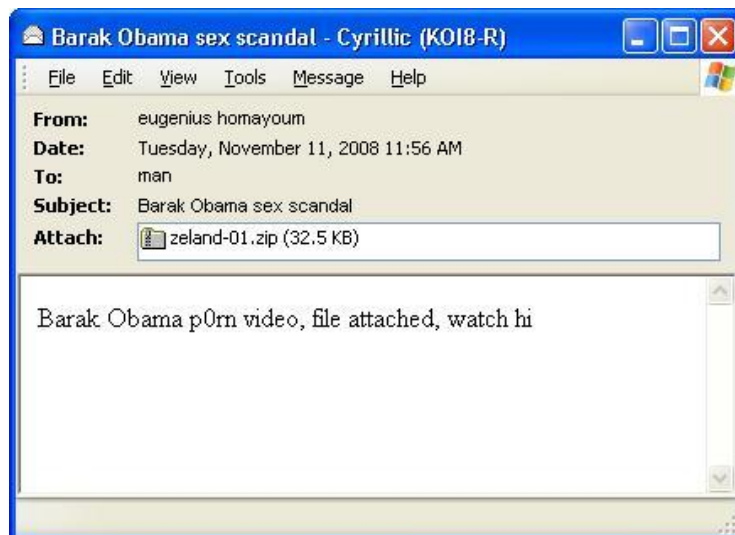 Barak Obama sex scandal - Cyrillic (KOI8-R)
File Edit View Tools Message Help
From: eugenius homayoum
Date: Tuesday, November 11, 2008 11:56 AM
To: man
Subject: Barak Obama sex scandal
Attach: zeland-01.zip (32.5 KB)
Barak Obama p0rn video, file attached, watch hi